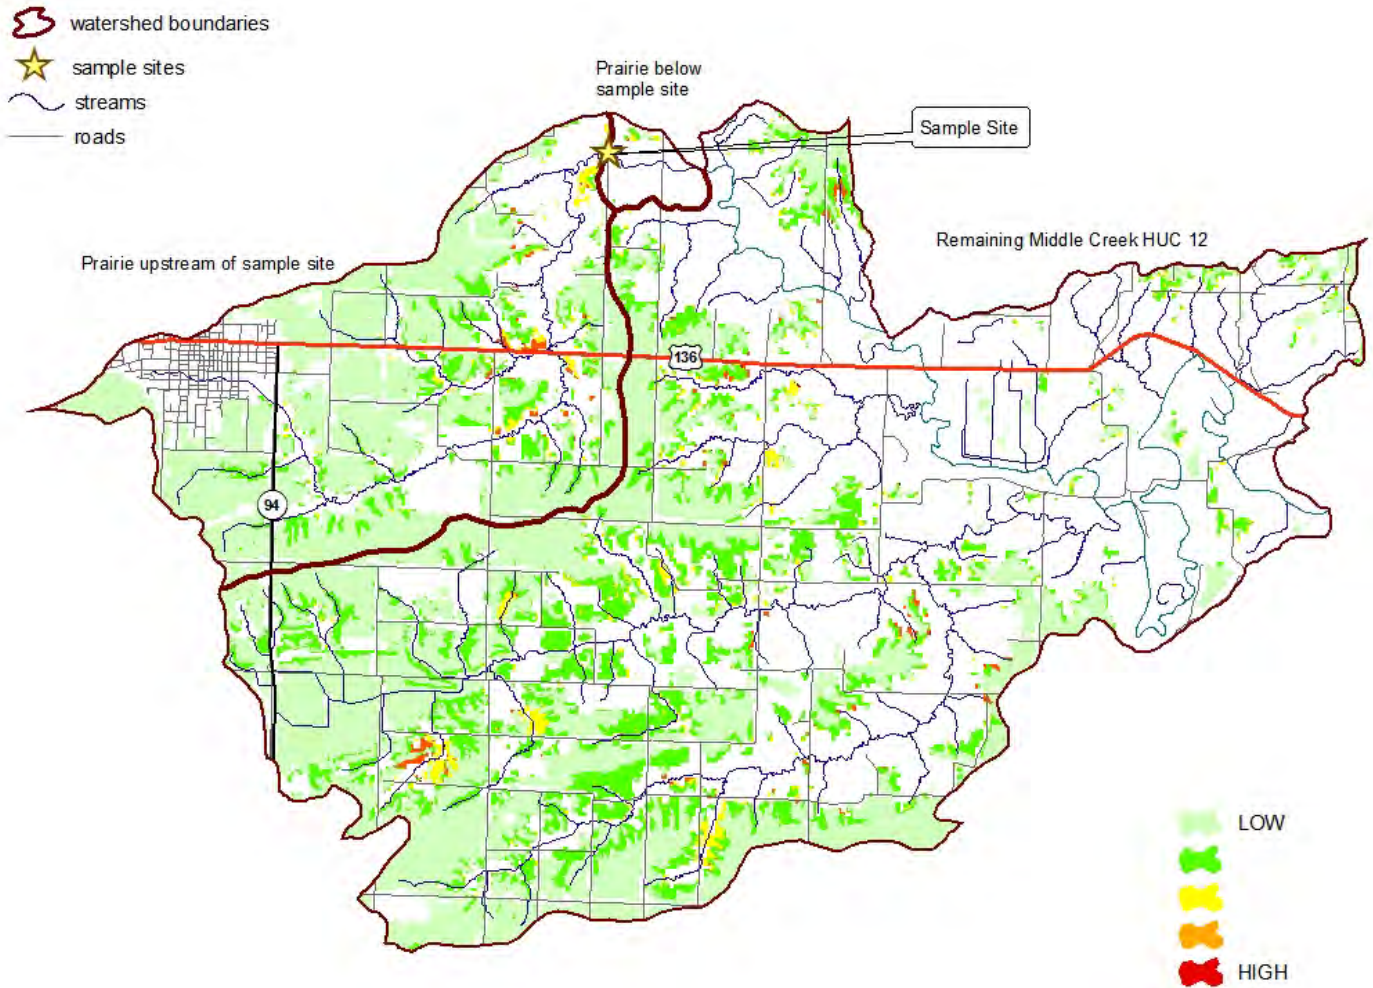 watershed boundaries
sample sites
streams
roads
Prairie below
sample site
Sample Site
Remaining Middle Creek HUC 12
Prairie upstream of sample site
136
94
LOW
HIGH